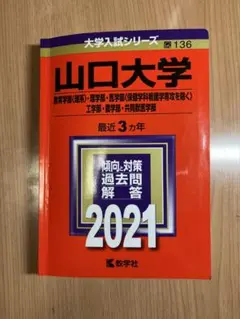 大学入試シリーズ 136
山口大学
教育学部〈理系〉・理学部・医学部〈保健学科看護学専攻を除く〉
工学部・農学部・共同獣医学部
最近3カ年
傾向と対策
過去問
解答
2021
教学社